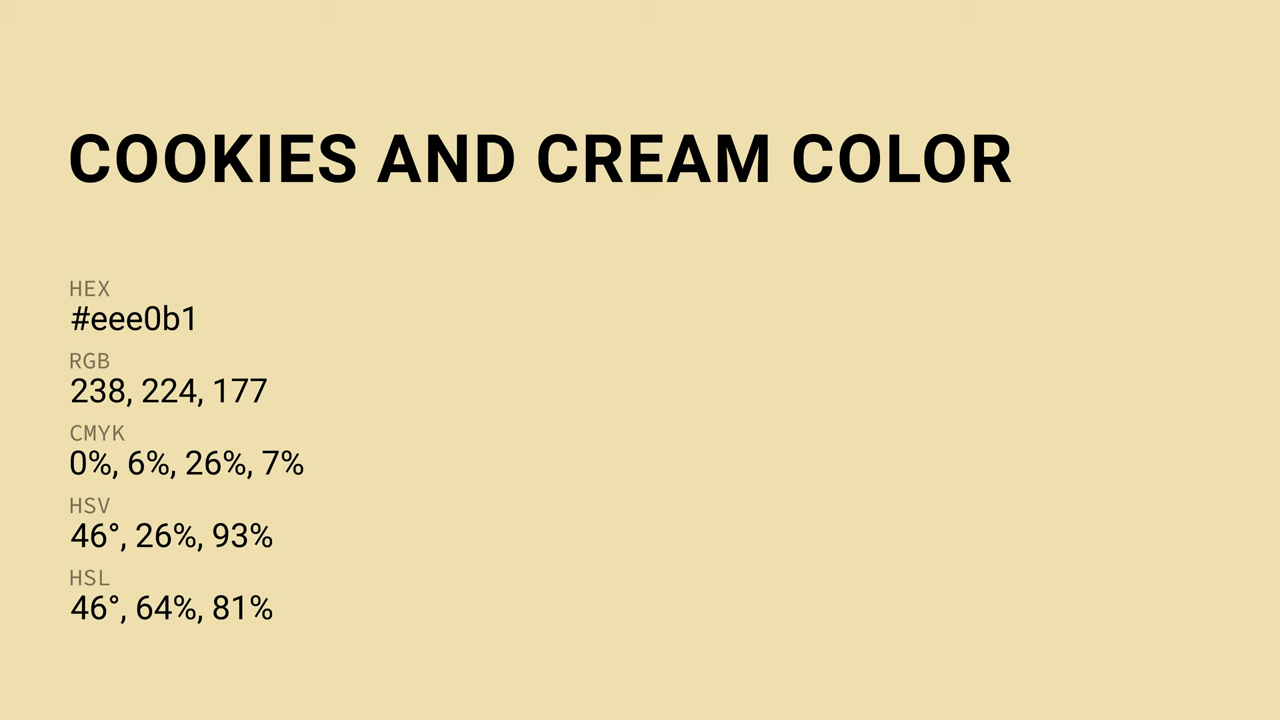 COOKIES AND CREAM COLOR
HEX
#eee0b1
RGB
238, 224, 177
CMYK
0%, 6%, 26%, 7%
HSV
46°, 26%, 93%
HSL
46°, 64%, 81%